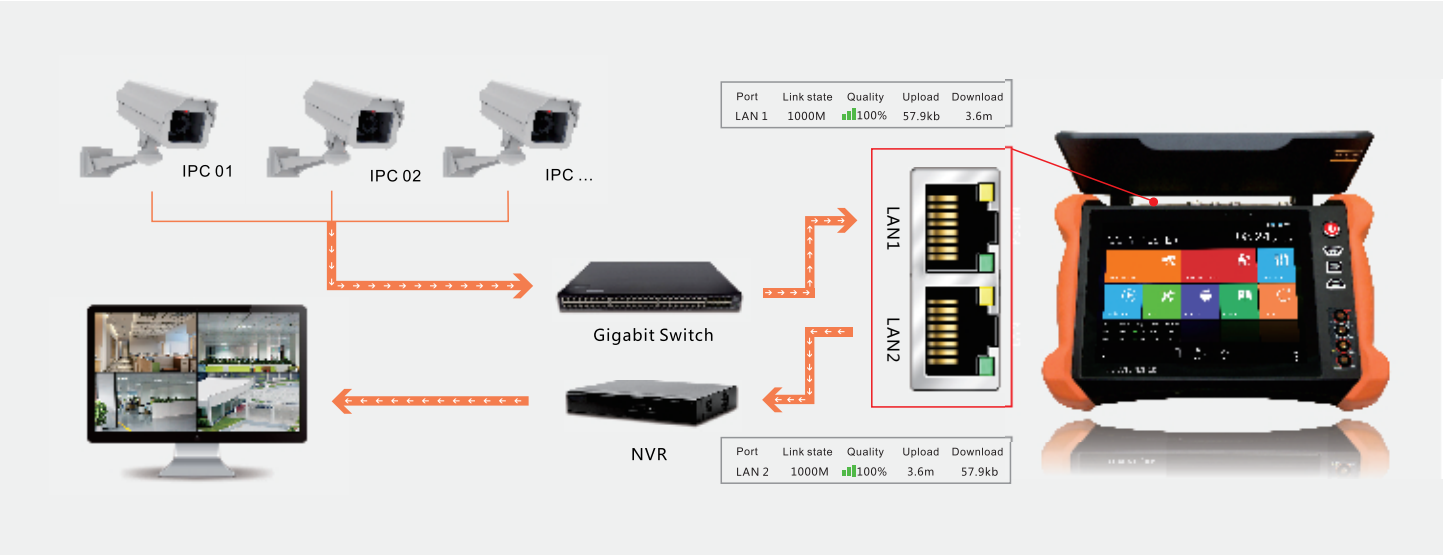 IPC 01
IPC 02
IPC ...
Port Link state Quality Upload Download
LAN 1 1000M 100% 57.9kb 3.6m
LAN1
LAN2
Gigabit Switch
NVR
Port Link state Quality Upload Download
LAN 2 1000M 100% 3.6m 57.9kb